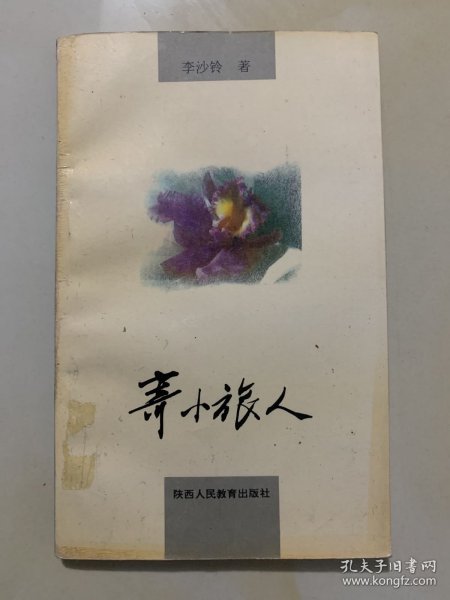 李沙铃 著
寄小旅人
陕西人民教育出版社
孔夫子旧书网
www.kongfz.com